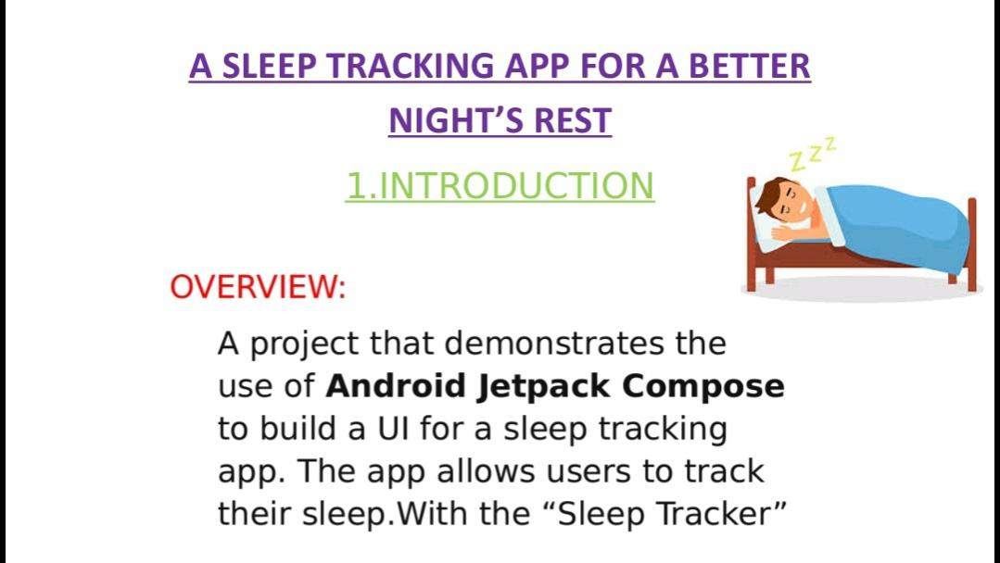 A SLEEP TRACKING APP FOR A BETTER
NIGHT’S REST
z z z
1.INTRODUCTION
OVERVIEW:
A project that demonstrates the
use of Android Jetpack Compose
to build a UI for a sleep tracking
app. The app allows users to track
their sleep.With the “Sleep Tracker”